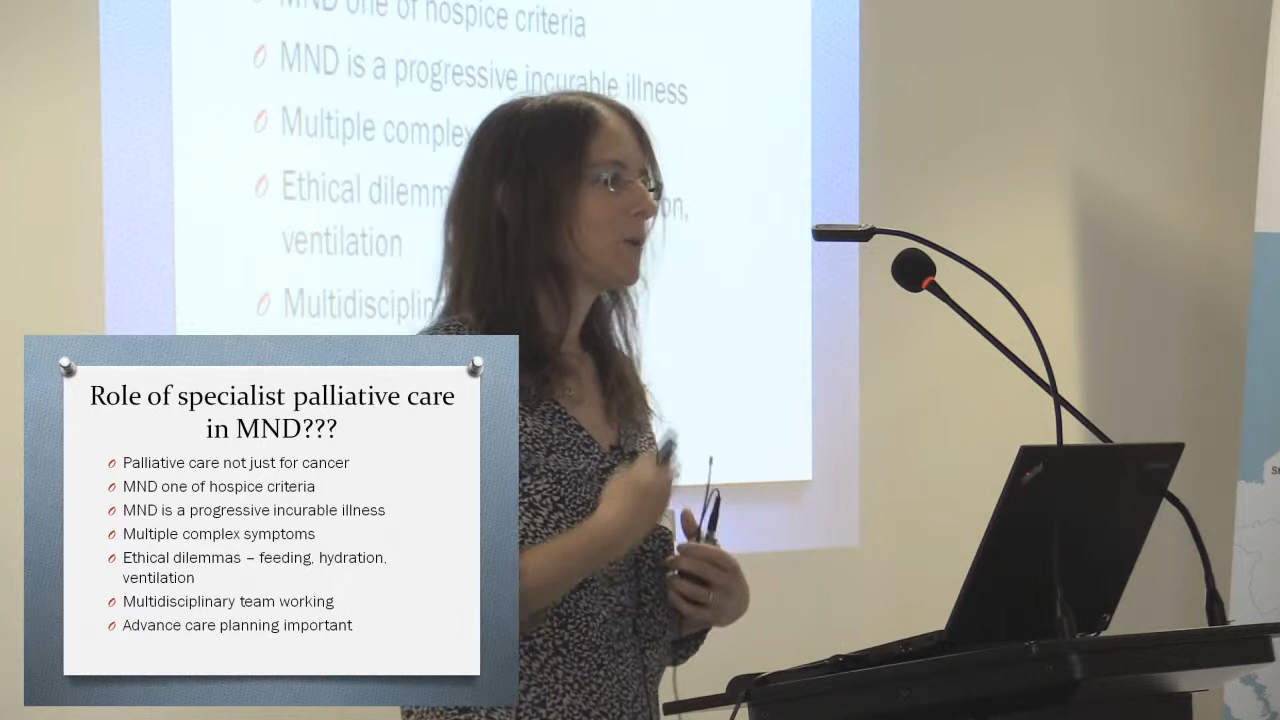 MND one of hospice criteria
MND is a progressive incurable illness
Multiple complex
Ethical dilemm
on,
ventilation
Multidisciplin
Role of specialist palliative care
in MND???
Palliative care not just for cancer
MND one of hospice criteria
MND is a progressive incurable illness
Multiple complex symptoms
Ethical dilemmas – feeding, hydration,
ventilation
Multidisciplinary team working
Advance care planning important